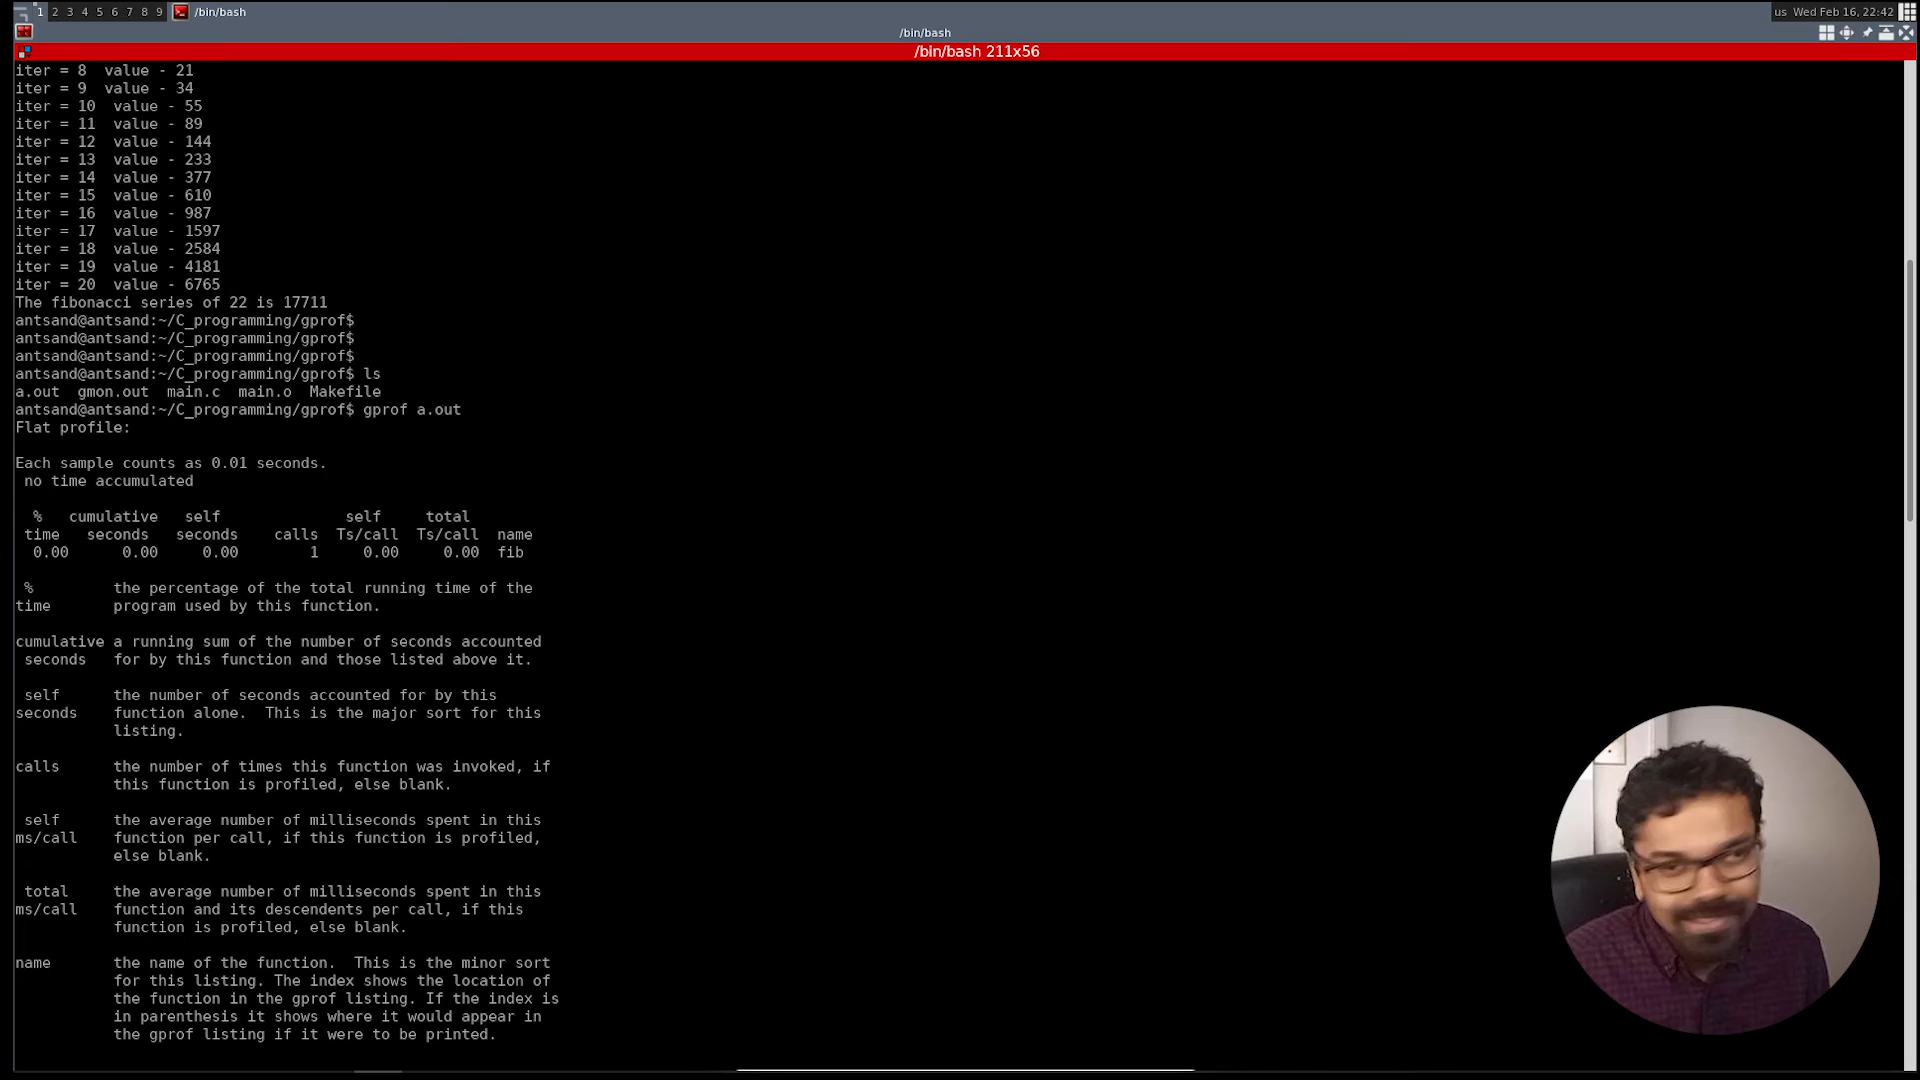 1 2 3 4 5 6 7 8 9 /bin/bash
us Wed Feb 16, 22:42
/bin/bash
/bin/bash 211x56
iter = 8  value - 21
iter = 9  value - 34
iter = 10  value - 55
iter = 11  value - 89
iter = 12  value - 144
iter = 13  value - 233
iter = 14  value - 377
iter = 15  value - 610
iter = 16  value - 987
iter = 17  value - 1597
iter = 18  value - 2584
iter = 19  value - 4181
iter = 20  value - 6765
The fibonacci series of 22 is 17711
antsand@antsand:~/C_programming/gprof$
antsand@antsand:~/C_programming/gprof$
antsand@antsand:~/C_programming/gprof$
antsand@antsand:~/C_programming/gprof$ ls
a.out  gmon.out  main.c  main.o  Makefile
antsand@antsand:~/C_programming/gprof$ gprof a.out
Flat profile:
Each sample counts as 0.01 seconds.
no time accumulated
%   cumulative   self              self     total
time   seconds   seconds    calls  Ts/call  Ts/call  name
0.00      0.00     0.00        1     0.00     0.00  fib
%         the percentage of the total running time of the
time       program used by this function.
cumulative a running sum of the number of seconds accounted
seconds   for by this function and those listed above it.
self      the number of seconds accounted for by this
seconds    function alone.  This is the major sort for this
listing.
calls      the number of times this function was invoked, if
this function is profiled, else blank.
self      the average number of milliseconds spent in this
ms/call    function per call, if this function is profiled,
else blank.
total     the average number of milliseconds spent in this
ms/call    function and its descendents per call, if this
function is profiled, else blank.
name       the name of the function.  This is the minor sort
for this listing. The index shows the location of
the function in the gprof listing. If the index is
in parenthesis it shows where it would appear in
the gprof listing if it were to be printed.